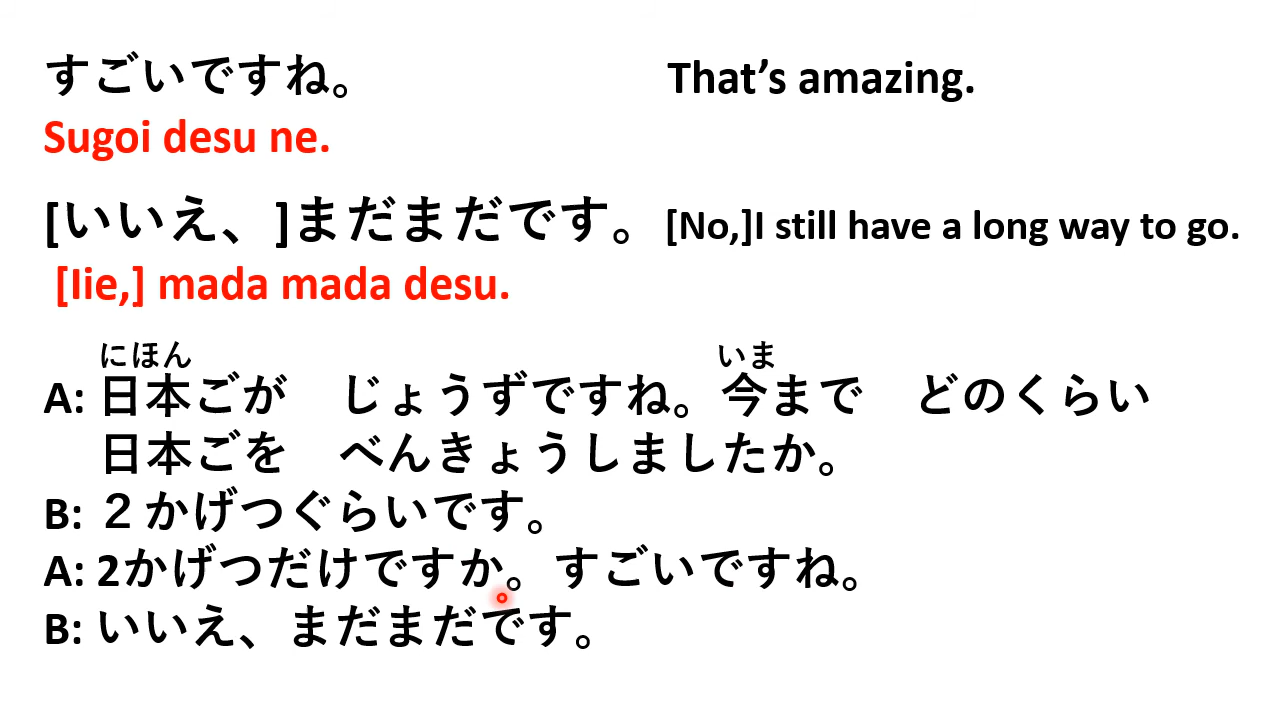 すごいですね。 That’s amazing.
Sugoi desu ne.
[いいえ、]まだまだです。 [No,]I still have a long way to go.
[Iie,] mada mada desu.
にほん いま
A: 日本ごが　じょうずですね。今まで　どのくらい
日本ごを　べんきょうしましたか。
B: ２かげつぐらいです。
A: 2かげつだけですか。すごいですね。
B: いいえ、まだまだです。